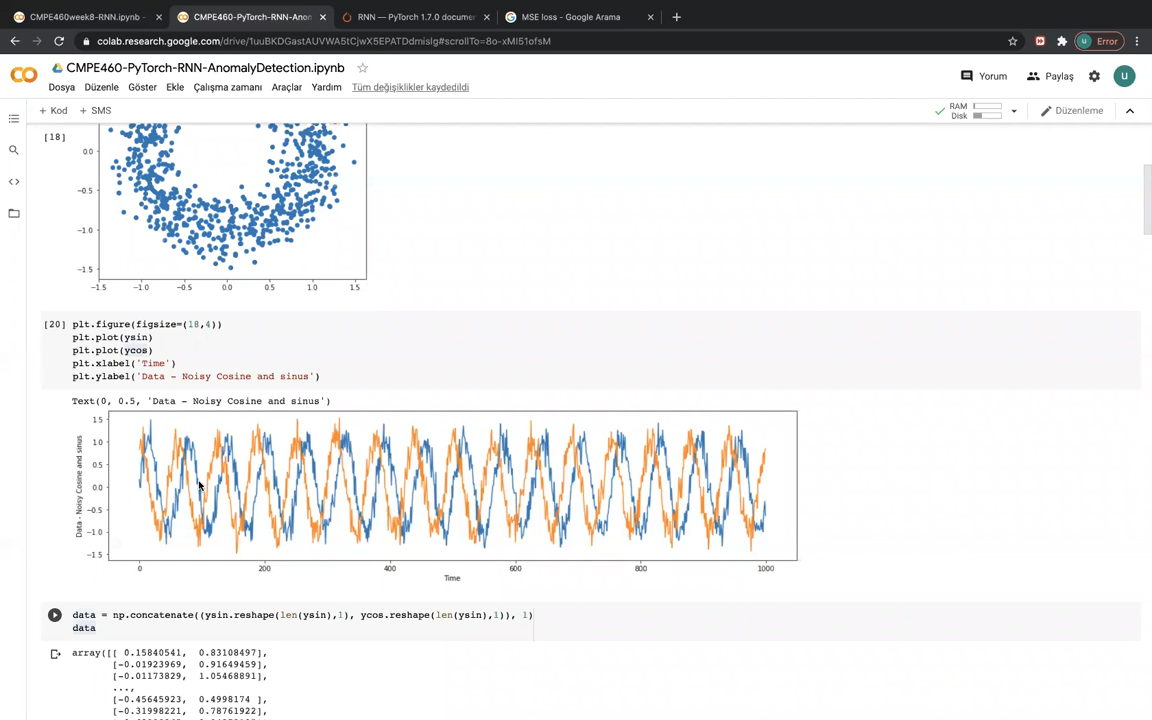 CMPE460week8-RNN.ipynb -
CMPE460-PyTorch-RNN-Anon
RNN — PyTorch 1.7.0 documen
MSE loss - Google Arama
colab.research.google.com/drive/1uuBKDGastAUVWA5tCjwX5EPATDdmislg#scrollTo=8o-xMI51ofsM
u Error
CMPE460-PyTorch-RNN-AnomalyDetection.ipynb
Dosya Düzenle Göster Ekle Çalışma zamanı Araçlar Yardım Tüm değişiklikler kaydedildi
Yorum Paylaş u
+ Kod + SMS
RAM
Disk
Düzenleme
[18]
0.0
−0.5
−1.0
−1.5
−1.5 −1.0 −0.5 0.0 0.5 1.0 1.5
[20] plt.figure(figsize=(18,4))
plt.plot(ysin)
plt.plot(ycos)
plt.xlabel('Time')
plt.ylabel('Data - Noisy Cosine and sinus')
Text(0, 0.5, 'Data - Noisy Cosine and sinus')
Data - Noisy Cosine and sinus
1.5
1.0
0.5
0.0
−0.5
−1.0
−1.5
0 200 400 600 800 1000
Time
data = np.concatenate((ysin.reshape(len(ysin),1), ycos.reshape(len(ysin),1)), 1)
data
array([[ 0.15840541, 0.83108497],
[-0.01923969, 0.91649459],
[-0.01173829, 1.05468891],
...,
[-0.45645923, 0.4998174 ],
[-0.31998221, 0.78761922],